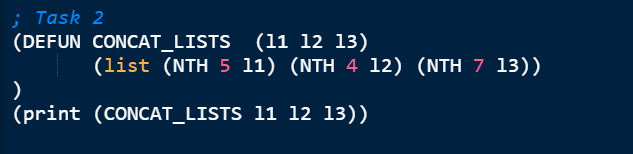 ; Task 2
(DEFUN CONCAT_LISTS  (l1 l2 l3)
       (list (NTH 5 l1) (NTH 4 l2) (NTH 7 l3))
)
(print (CONCAT_LISTS l1 l2 l3))